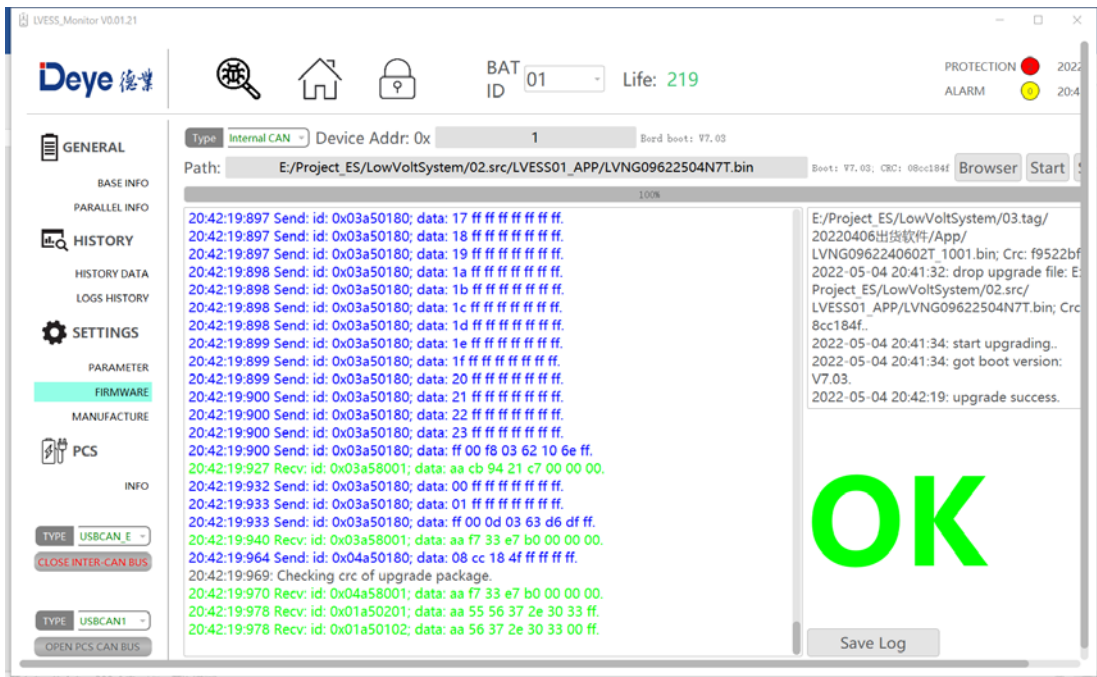 LVESS_Monitor V0.01.21
Deye 德業
BAT ID
01
Life: 219
PROTECTION
2022
ALARM
0
20:4
GENERAL
BASE INFO
PARALLEL INFO
HISTORY
HISTORY DATA
LOGS HISTORY
SETTINGS
PARAMETER
FIRMWARE
MANUFACTURE
PCS
INFO
TYPE USBCAN_E
CLOSE INTER-CAN BUS
TYPE USBCAN1
OPEN PCS CAN BUS
Type Internal CAN Device Addr: 0x 1 Bord boot: V7.03
Path: E:/Project_ES/LowVoltSystem/02.src/LVESS01_APP/LVNG09622504N7T.bin Boot: V7.03; CRC: 08cc184f Browser Start
100%
20:42:19:897 Send: id: 0x03a50180; data: 17 ff ff ff ff ff ff ff.
20:42:19:897 Send: id: 0x03a50180; data: 18 ff ff ff ff ff ff ff.
20:42:19:897 Send: id: 0x03a50180; data: 19 ff ff ff ff ff ff ff.
20:42:19:898 Send: id: 0x03a50180; data: 1a ff ff ff ff ff ff ff.
20:42:19:898 Send: id: 0x03a50180; data: 1b ff ff ff ff ff ff ff.
20:42:19:898 Send: id: 0x03a50180; data: 1c ff ff ff ff ff ff ff.
20:42:19:898 Send: id: 0x03a50180; data: 1d ff ff ff ff ff ff ff.
20:42:19:899 Send: id: 0x03a50180; data: 1e ff ff ff ff ff ff ff.
20:42:19:899 Send: id: 0x03a50180; data: 1f ff ff ff ff ff ff ff.
20:42:19:899 Send: id: 0x03a50180; data: 20 ff ff ff ff ff ff ff.
20:42:19:900 Send: id: 0x03a50180; data: 21 ff ff ff ff ff ff ff.
20:42:19:900 Send: id: 0x03a50180; data: 22 ff ff ff ff ff ff ff.
20:42:19:900 Send: id: 0x03a50180; data: 23 ff ff ff ff ff ff ff.
20:42:19:900 Send: id: 0x03a50180; data: ff 00 f8 03 62 10 6e ff.
20:42:19:927 Recv: id: 0x03a58001; data: aa cb 94 21 c7 00 00 00.
20:42:19:932 Send: id: 0x03a50180; data: 00 ff ff ff ff ff ff ff.
20:42:19:933 Send: id: 0x03a50180; data: 01 ff ff ff ff ff ff ff.
20:42:19:933 Send: id: 0x03a50180; data: ff 00 0d 03 63 d6 df ff.
20:42:19:940 Recv: id: 0x03a58001; data: aa f7 33 e7 b0 00 00 00.
20:42:19:964 Send: id: 0x04a50180; data: 08 cc 18 4f ff ff ff ff.
20:42:19:969: Checking crc of upgrade package.
20:42:19:970 Recv: id: 0x04a58001; data: aa f7 33 e7 b0 00 00 00.
20:42:19:978 Recv: id: 0x01a50201; data: aa 55 56 37 2e 30 33 ff.
20:42:19:978 Recv: id: 0x01a50102; data: aa 56 37 2e 30 33 00 ff.
E:/Project_ES/LowVoltSystem/03.tag/
20220406出货软件/App/
LVNG0962240602T_1001.bin; Crc: f9522bf
2022-05-04 20:41:32: drop upgrade file: E:
Project_ES/LowVoltSystem/02.src/
LVESS01_APP/LVNG09622504N7T.bin; Crc
8cc184f..
2022-05-04 20:41:34: start upgrading..
2022-05-04 20:41:34: got boot version:
V7.03.
2022-05-04 20:42:19: upgrade success.
OK
Save Log